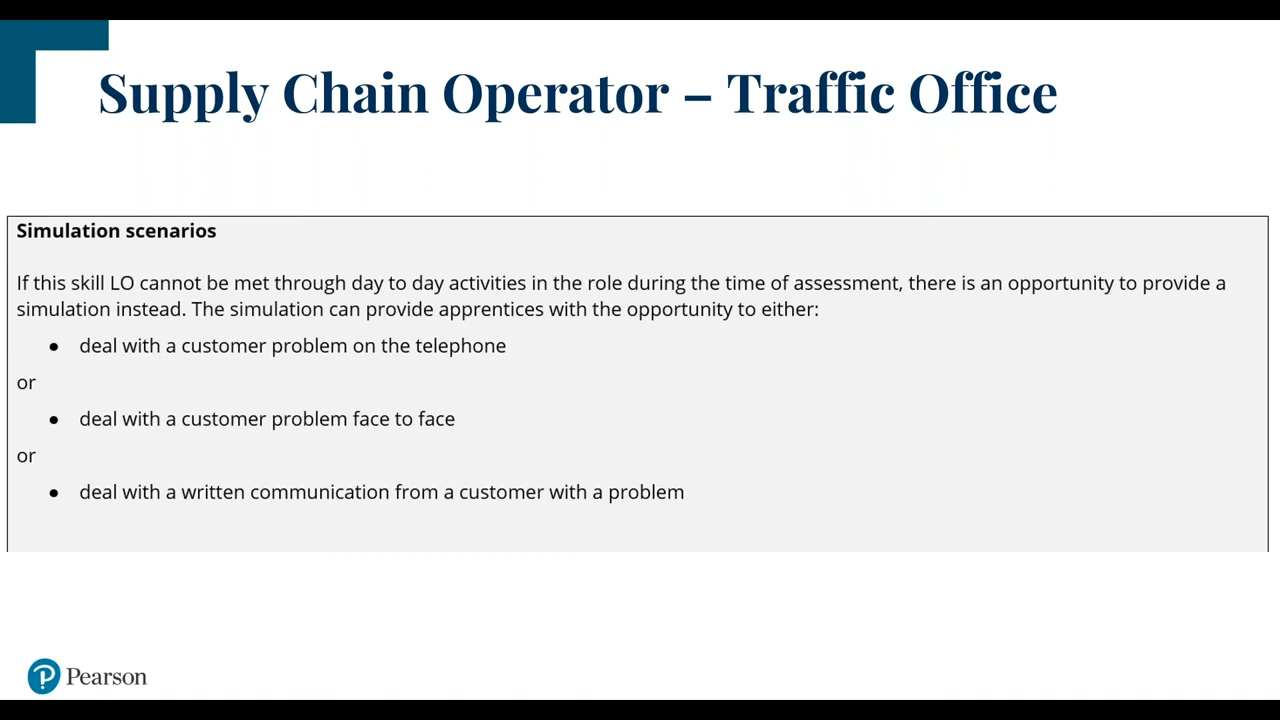 Supply Chain Operator – Traffic Office
Simulation scenarios
If this skill LO cannot be met through day to day activities in the role during the time of assessment, there is an opportunity to provide a
simulation instead. The simulation can provide apprentices with the opportunity to either:
● deal with a customer problem on the telephone
or
● deal with a customer problem face to face
or
● deal with a written communication from a customer with a problem
Pearson